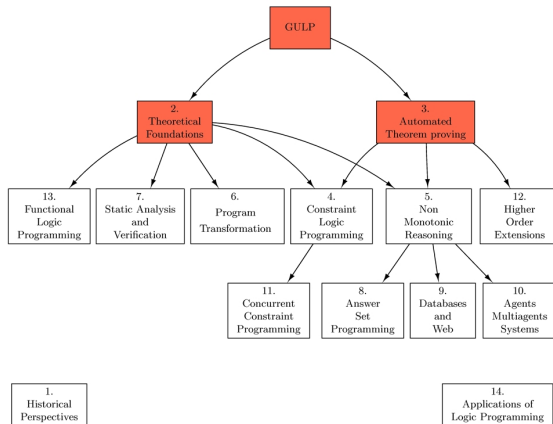 GULP
2.
Theoretical
Foundations
3.
Automated
Theorem proving
13.
Functional
Logic
Programming
7.
Static Analysis
and
Verification
6.
Program
Transformation
4.
Constraint
Logic
Programming
5.
Non
Monotonic
Reasoning
12.
Higher
Order
Extensions
11.
Concurrent
Constraint
Programming
8.
Answer
Set
Programming
9.
Databases
and
Web
10.
Agents
Multiagents
Systems
1.
Historical
Perspectives
14.
Applications of
Logic Programming